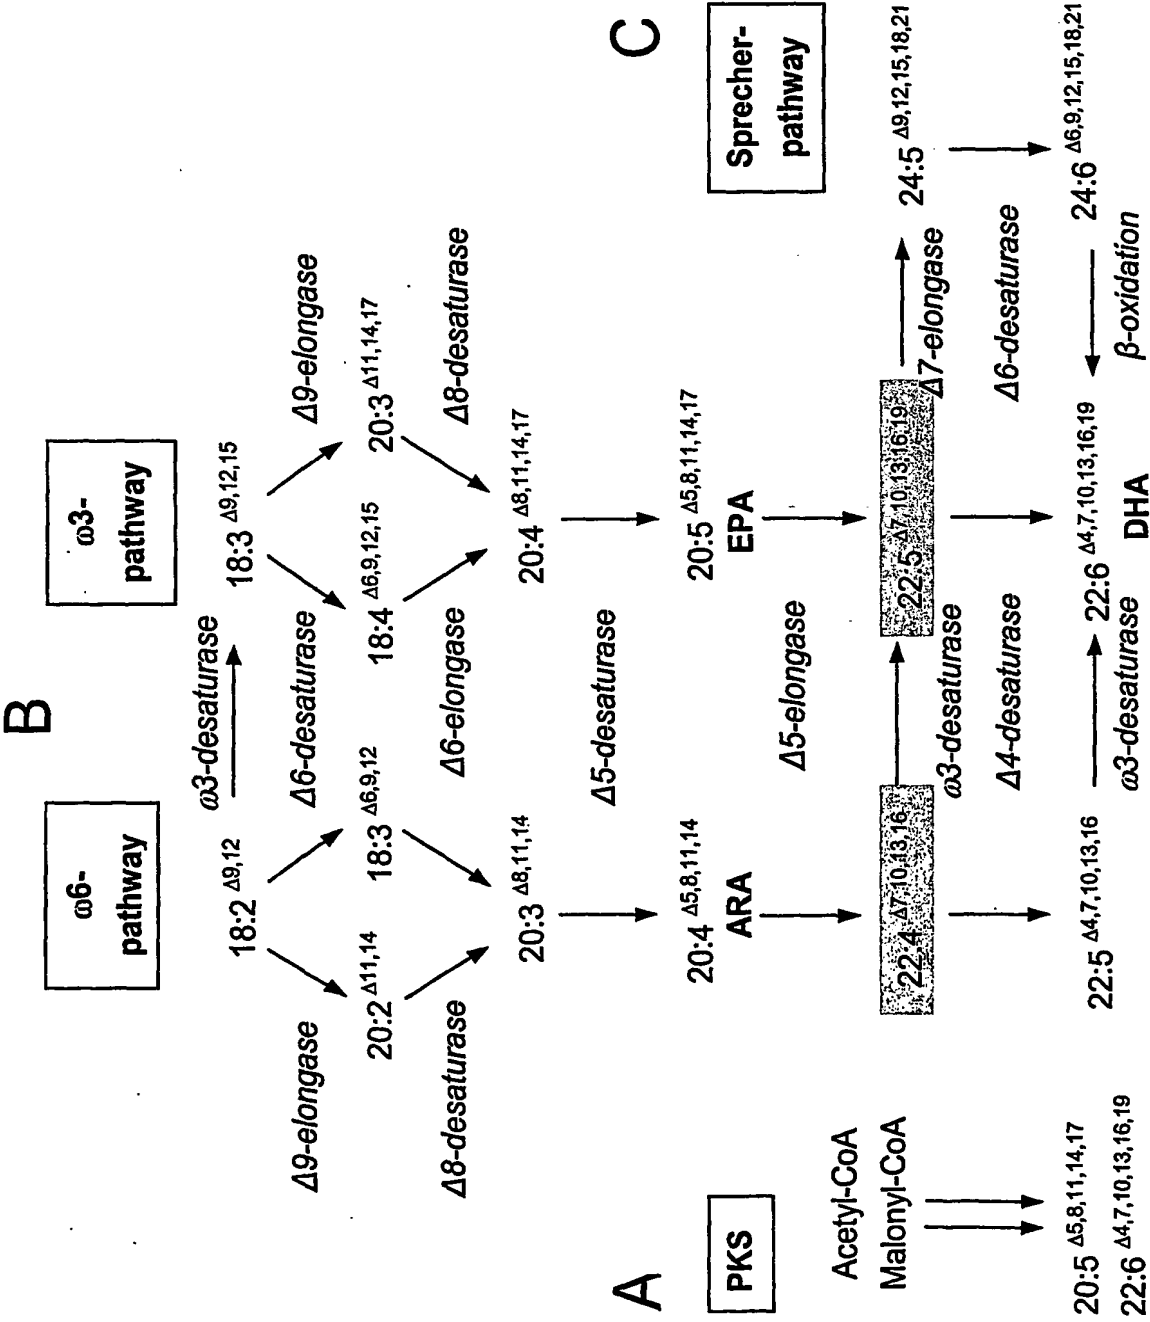 A
PKS
Acetyl-CoA
Malonyl-CoA
20:5 Δ5,8,11,14,17
22:6 Δ4,7,10,13,16,19
B
ω6-
pathway
ω3-
pathway
ω3-desaturase
18:2 Δ9,12
18:3 Δ9,12,15
Δ9-elongase
Δ6-desaturase
Δ9-elongase
20:2 Δ11,14
18:3 Δ6,9,12
18:4 Δ6,9,12,15
20:3 Δ11,14,17
Δ8-desaturase
Δ6-elongase
Δ8-desaturase
20:3 Δ8,11,14
20:4 Δ8,11,14,17
Δ5-desaturase
20:4 Δ5,8,11,14
ARA
20:5 Δ5,8,11,14,17
EPA
Δ5-elongase
22:4 Δ7,10,13,16
22:5 Δ7,10,13,16,19
ω3-desaturase
Δ4-desaturase
22:5 Δ4,7,10,13,16
22:6 Δ4,7,10,13,16,19
ω3-desaturase
DHA
C
Sprecher-
pathway
24:5 Δ9,12,15,18,21
Δ7-elongase
Δ6-desaturase
24:6 Δ6,9,12,15,18,21
β-oxidation